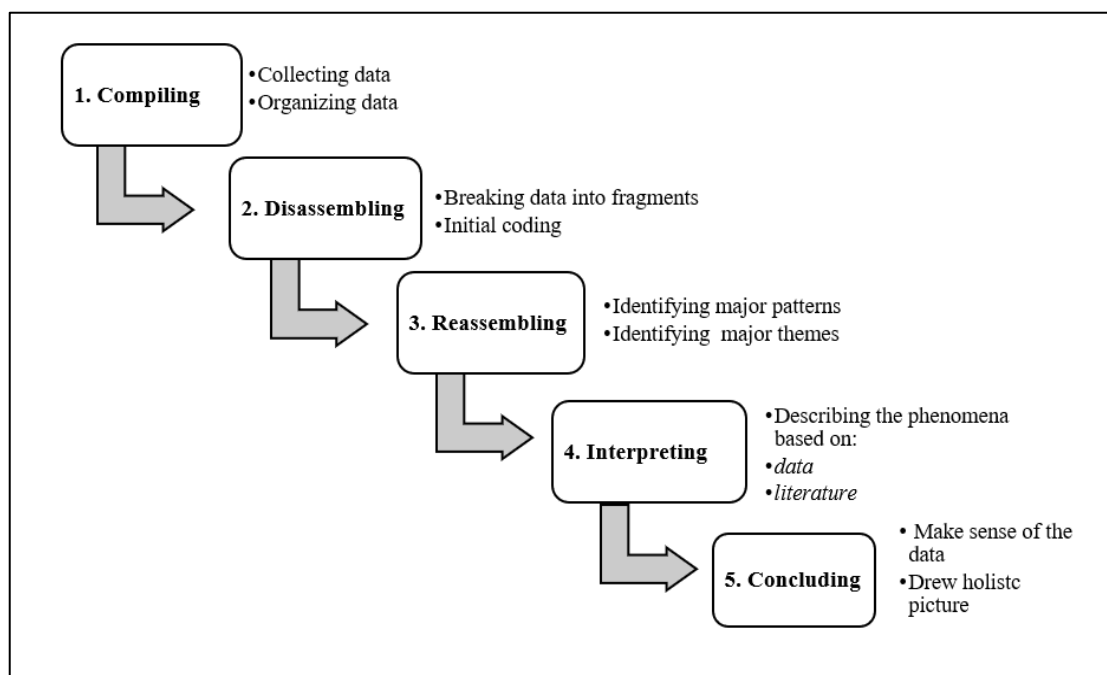 1. Compiling
•Collecting data
•Organizing data
2. Disassembling
•Breaking data into fragments
•Initial coding
3. Reassembling
•Identifying major patterns
•Identifying  major themes
4. Interpreting
•Describing the phenomena
based on:
•data
•literature
5. Concluding
• Make sense of the
data
•Drew holistc
picture